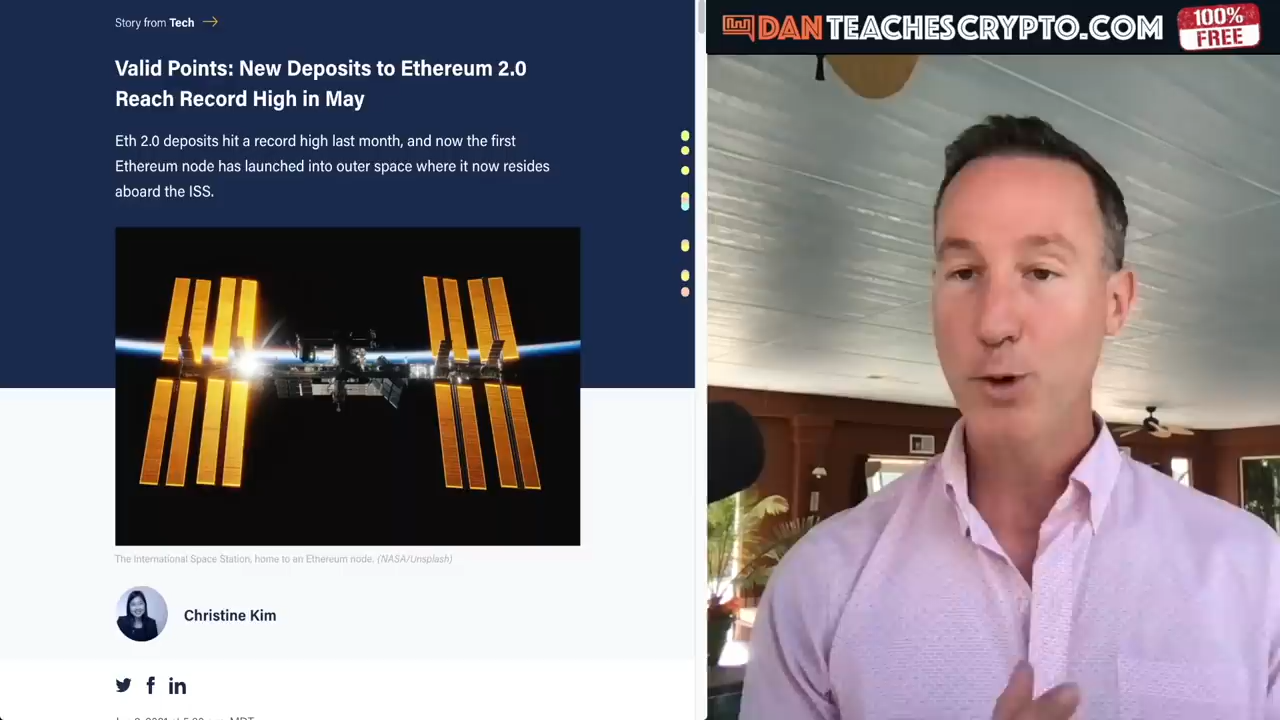 Story from Tech
Valid Points: New Deposits to Ethereum 2.0
Reach Record High in May
Eth 2.0 deposits hit a record high last month, and now the first
Ethereum node has launched into outer space where it now resides
aboard the ISS.
The International Space Station, home to an Ethereum node. (NASA/Unsplash)
Christine Kim
DANTEACHESCRYPTO.COM
100%
FREE